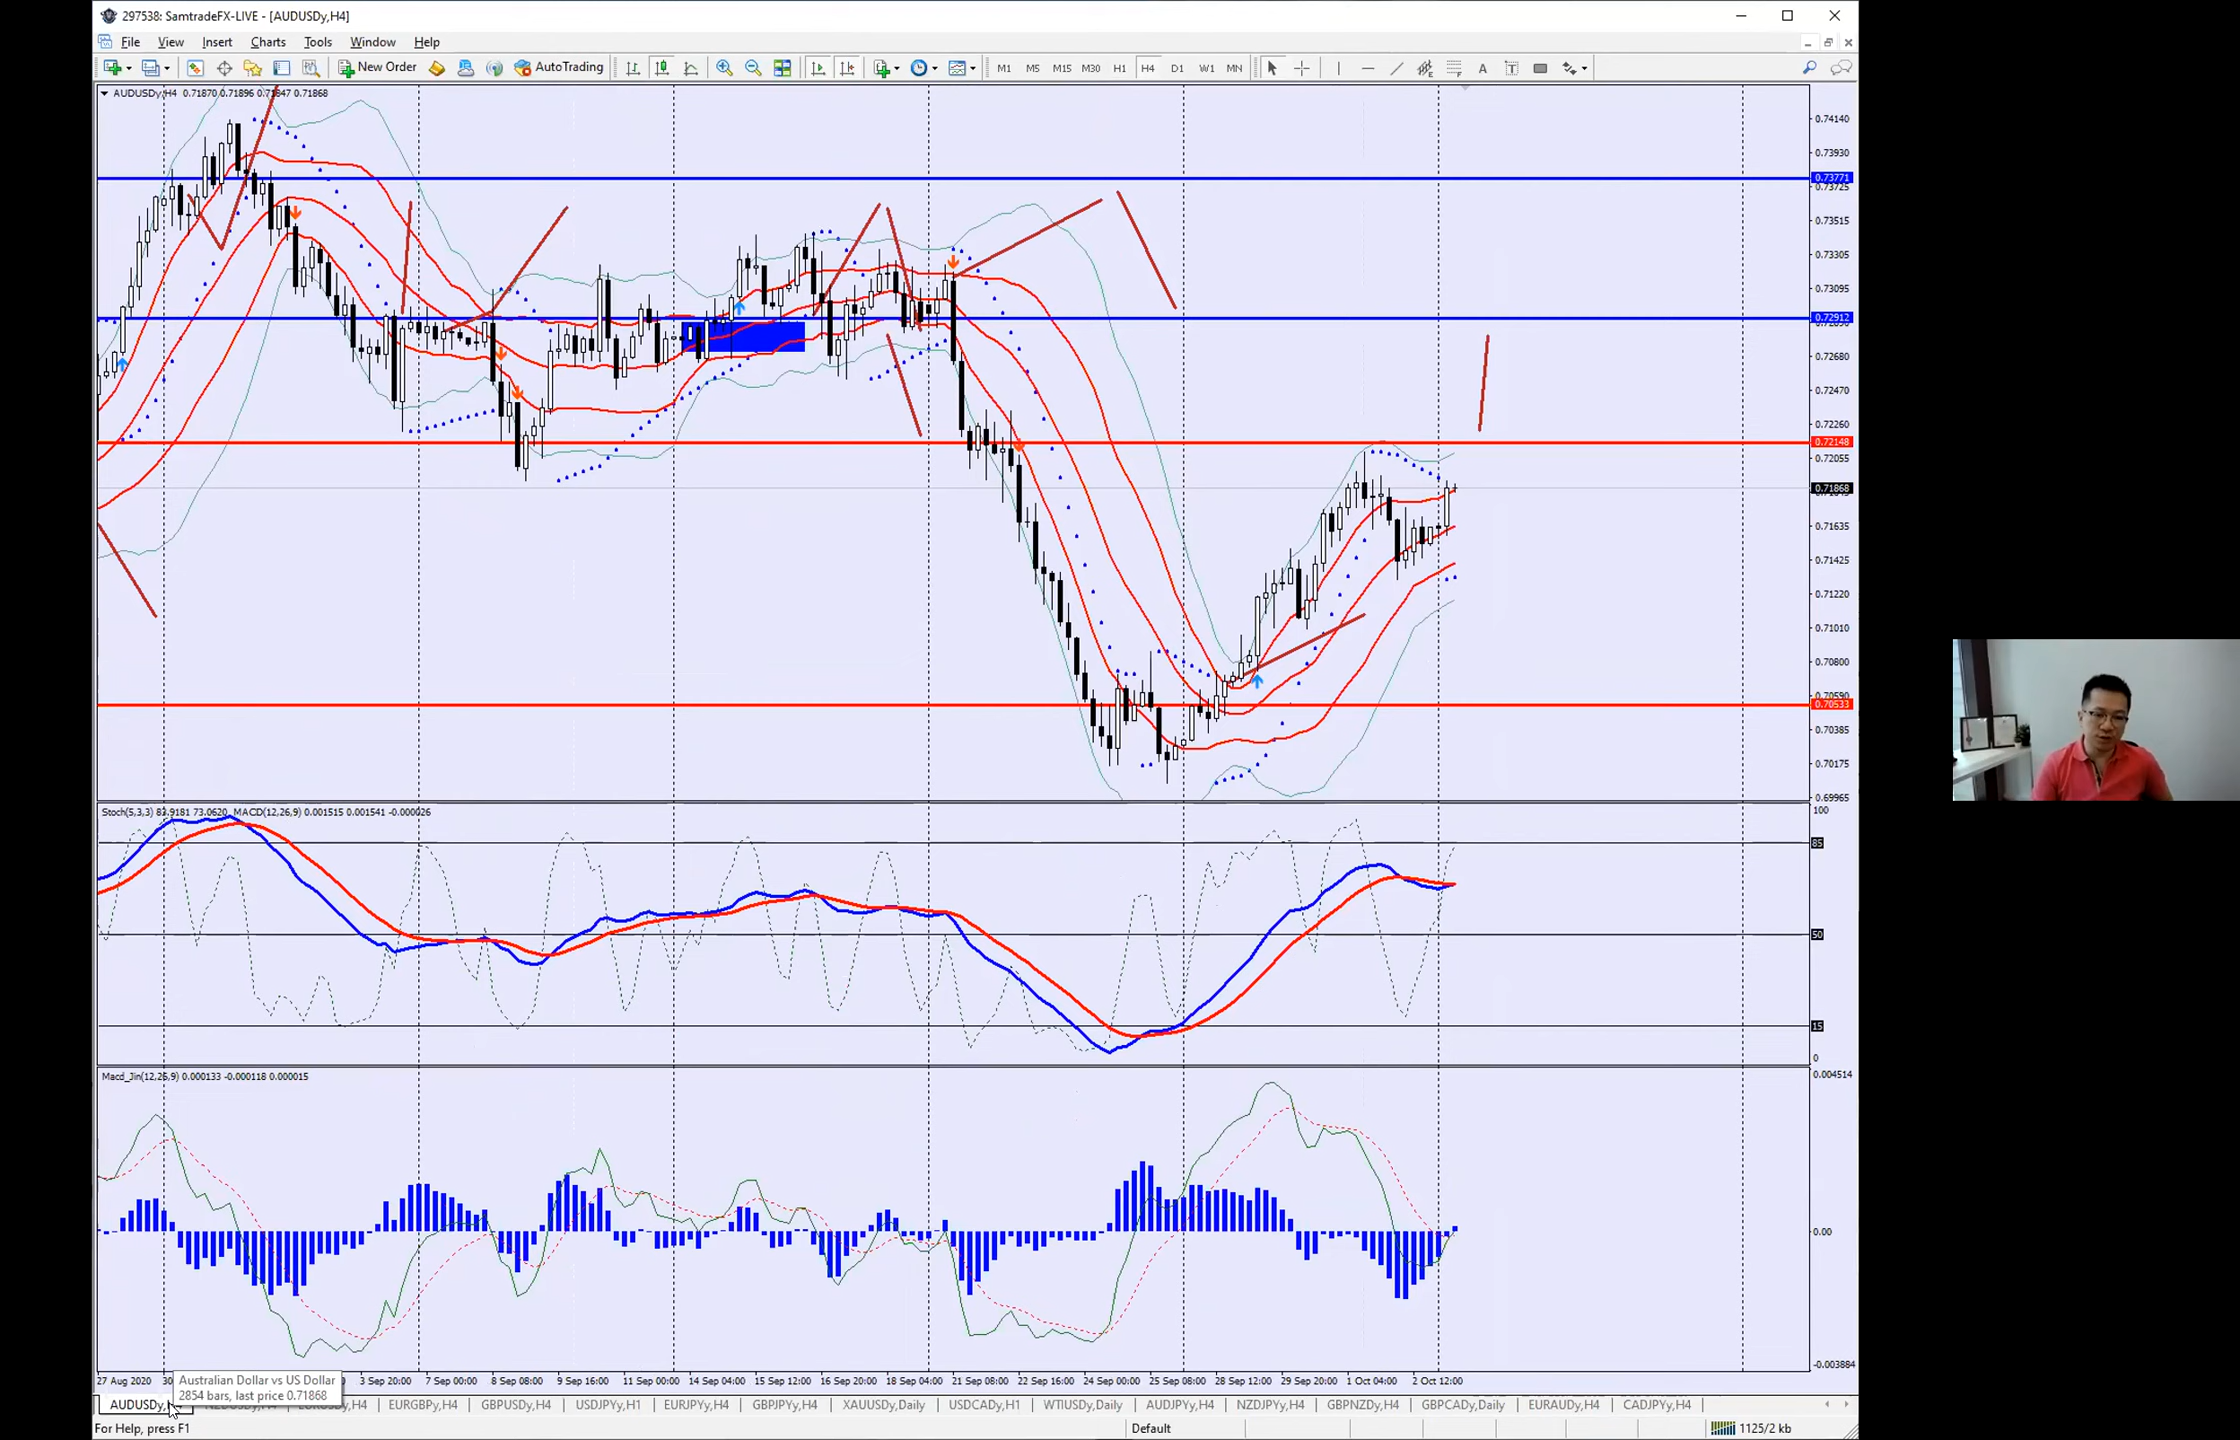 297538: SamtradeFX-LIVE - [AUDUSDy,H4]
File View Insert Charts Tools Window Help
New Order AutoTrading M1 M5 M15 M30 H1 H4 D1 W1 MN A T
AUDUSDy,H4 0.71870 0.71896 0.71847 0.71868
0.74140
0.73930
0.73771
0.73725
0.73515
0.73305
0.73095
0.72912
0.72680
0.72470
0.72260
0.72148
0.72055
0.71868
0.71635
0.71425
0.71220
0.71010
0.70800
0.70590
0.70533
0.70385
0.70175
0.69965
Stoch(5,3,3) 83.9181 73.0620 MACD(12,26,9) 0.001515 0.001541 -0.000026
100
85
50
15
0
Macd_Jin(12,26,9) 0.000133 -0.000118 0.000015
0.004514
0.00
-0.003884
27 Aug 2020 3 Sep 20:00 7 Sep 00:00 8 Sep 08:00 9 Sep 16:00 11 Sep 00:00 14 Sep 04:00 15 Sep 12:00 16 Sep 20:00 18 Sep 04:00 21 Sep 08:00 22 Sep 16:00 24 Sep 00:00 25 Sep 08:00 28 Sep 12:00 29 Sep 20:00 1 Oct 04:00 2 Oct 12:00
Australian Dollar vs US Dollar
2854 bars, last price 0.71868
AUDUSDy, NZDUSDy,H4 EURUSDy,H4 EURGBPy,H4 GBPUSDy,H4 USDJPYy,H1 EURJPYy,H4 GBPJPYy,H4 XAUUSDy,Daily USDCADy,H1 WTIUSDy,Daily AUDJPYy,H4 NZDJPYy,H4 GBPNZDy,H4 GBPCADy,Daily EURAUDy,H4 CADJPYy,H4
For Help, press F1 Default 1125/2 kb